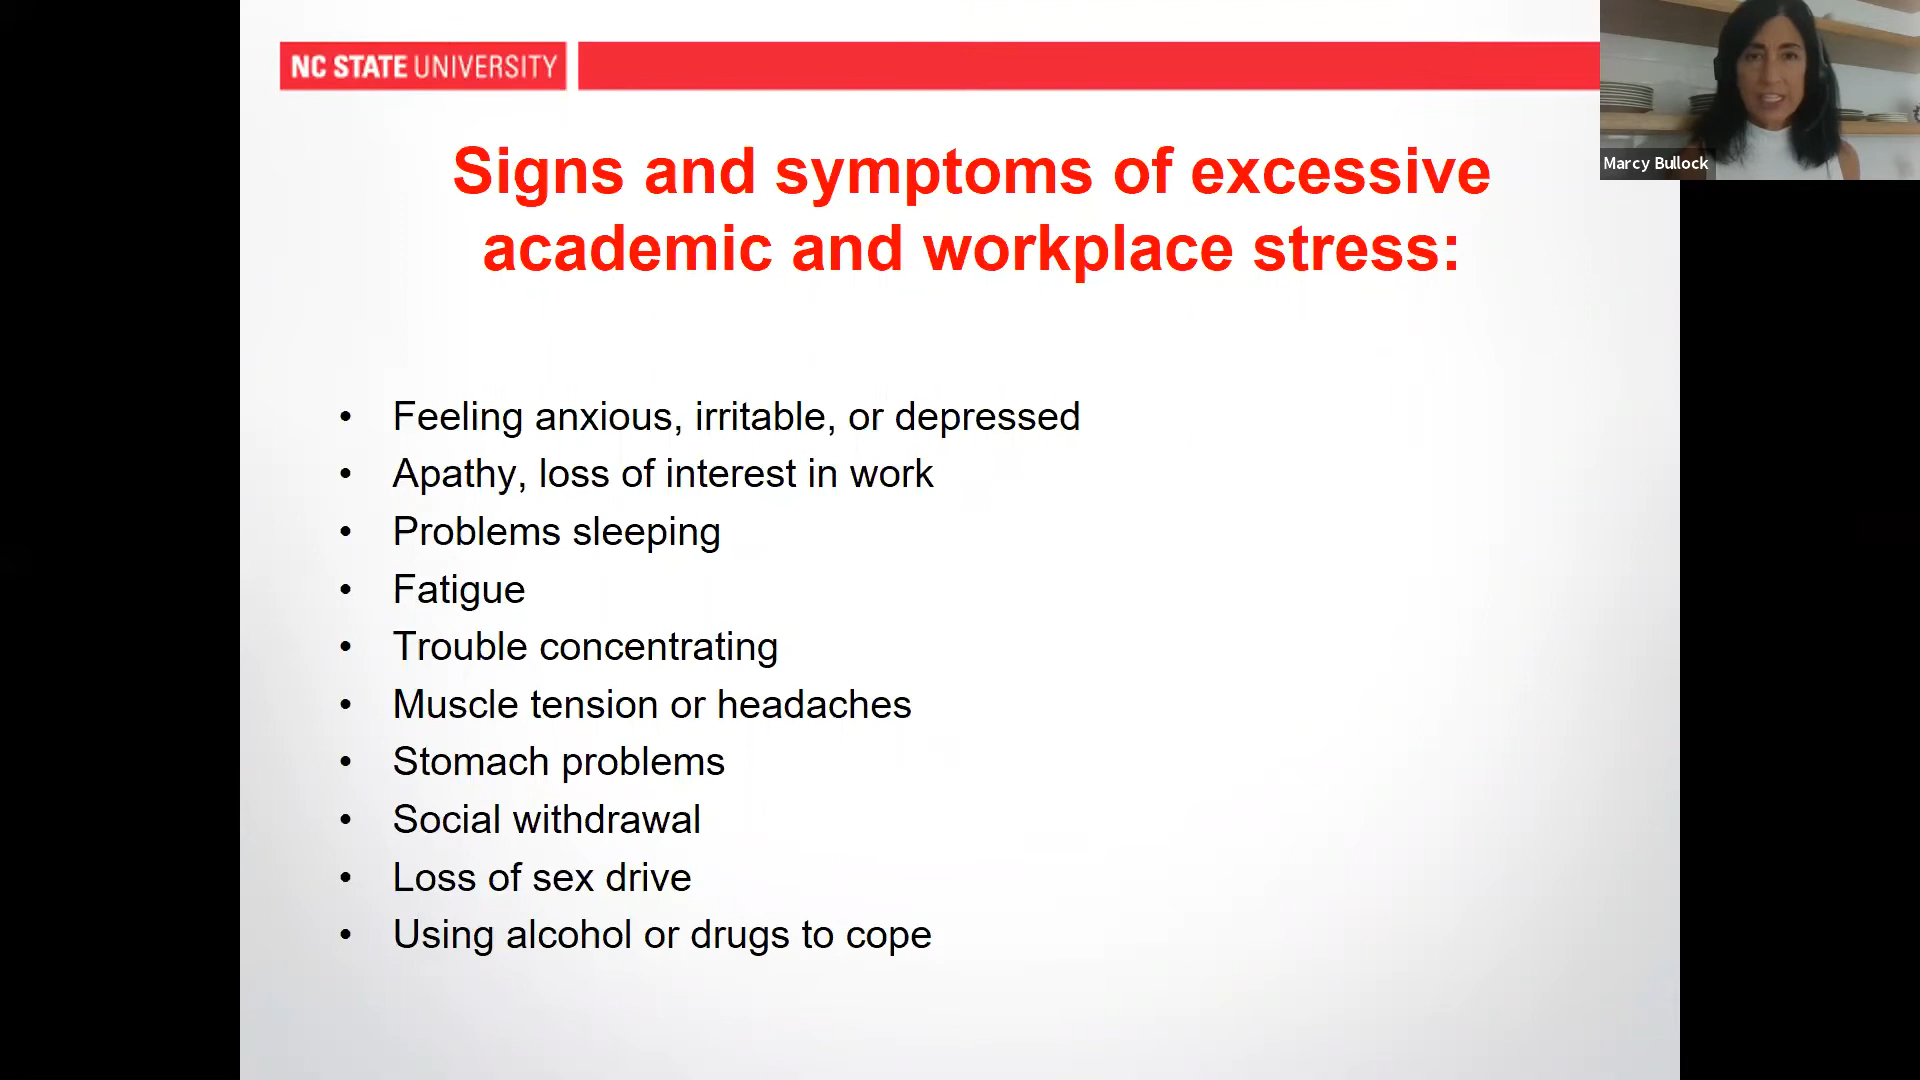 NC STATE UNIVERSITY
Marcy Bullock
Signs and symptoms of excessive
academic and workplace stress:
• Feeling anxious, irritable, or depressed
• Apathy, loss of interest in work
• Problems sleeping
• Fatigue
• Trouble concentrating
• Muscle tension or headaches
• Stomach problems
• Social withdrawal
• Loss of sex drive
• Using alcohol or drugs to cope